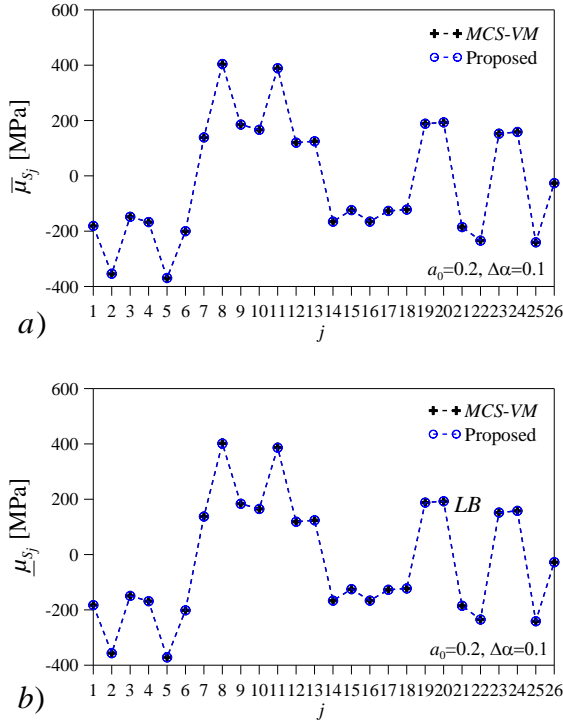 600
400
200
0
-200
-400
μ̅_Sj [MPa]
MCS-VM
Proposed
a₀=0.2, Δα=0.1
1 2 3 4 5 6 7 8 9 10 11 12 13 14 15 16 17 18 19 20 21 22 23 24 25 26
j
a)
600
400
200
0
-200
-400
μ̲_Sj [MPa]
MCS-VM
Proposed
LB
a₀=0.2, Δα=0.1
1 2 3 4 5 6 7 8 9 10 11 12 13 14 15 16 17 18 19 20 21 22 23 24 25 26
j
b)